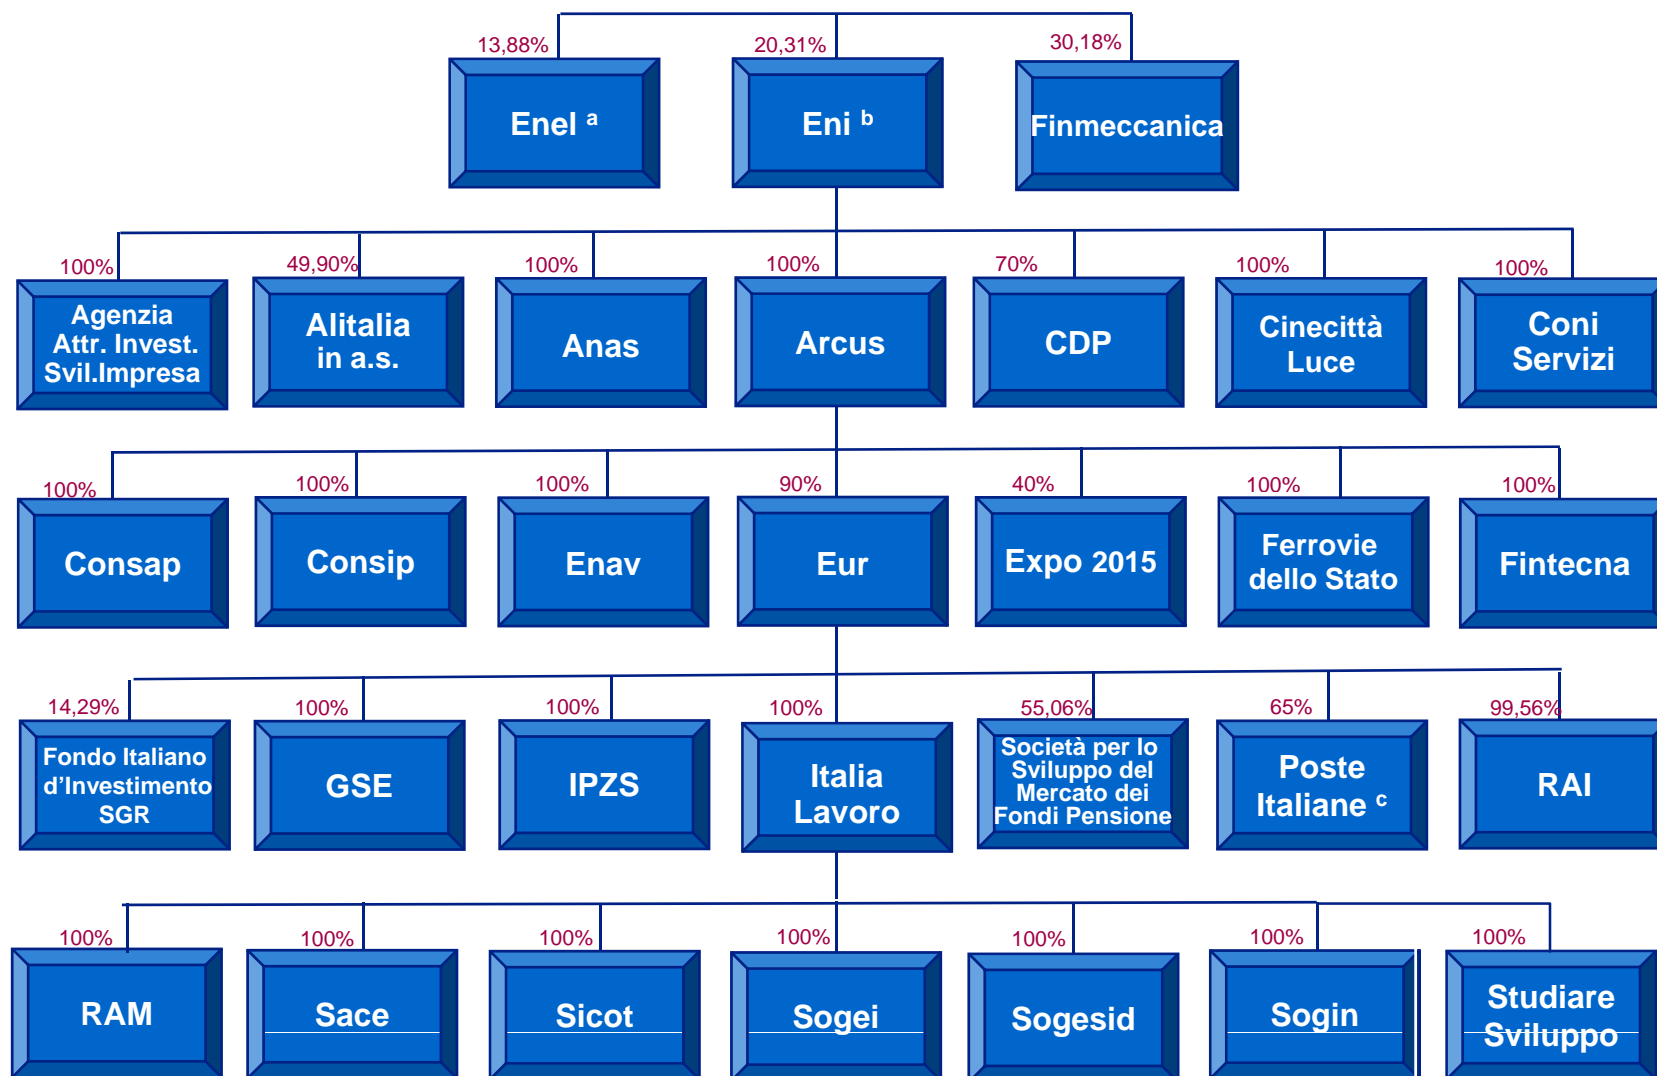 13,88%
20,31%
30,18%
Enel a
Eni b
Finmeccanica
100%
49,90%
100%
100%
70%
100%
100%
Agenzia
Attr. Invest.
Svil.Impresa
Alitalia
in a.s.
Anas
Arcus
CDP
Cinecittà
Luce
Coni
Servizi
100%
100%
100%
90%
40%
100%
100%
Consap
Consip
Enav
Eur
Expo 2015
Ferrovie
dello Stato
Fintecna
14,29%
100%
100%
100%
55,06%
65%
99,56%
Fondo Italiano
d’Investimento
SGR
GSE
IPZS
Italia
Lavoro
Società per lo
Sviluppo del
Mercato dei
Fondi Pensione
Poste
Italiane c
RAI
100%
100%
100%
100%
100%
100%
100%
RAM
Sace
Sicot
Sogei
Sogesid
Sogin
Studiare
Sviluppo